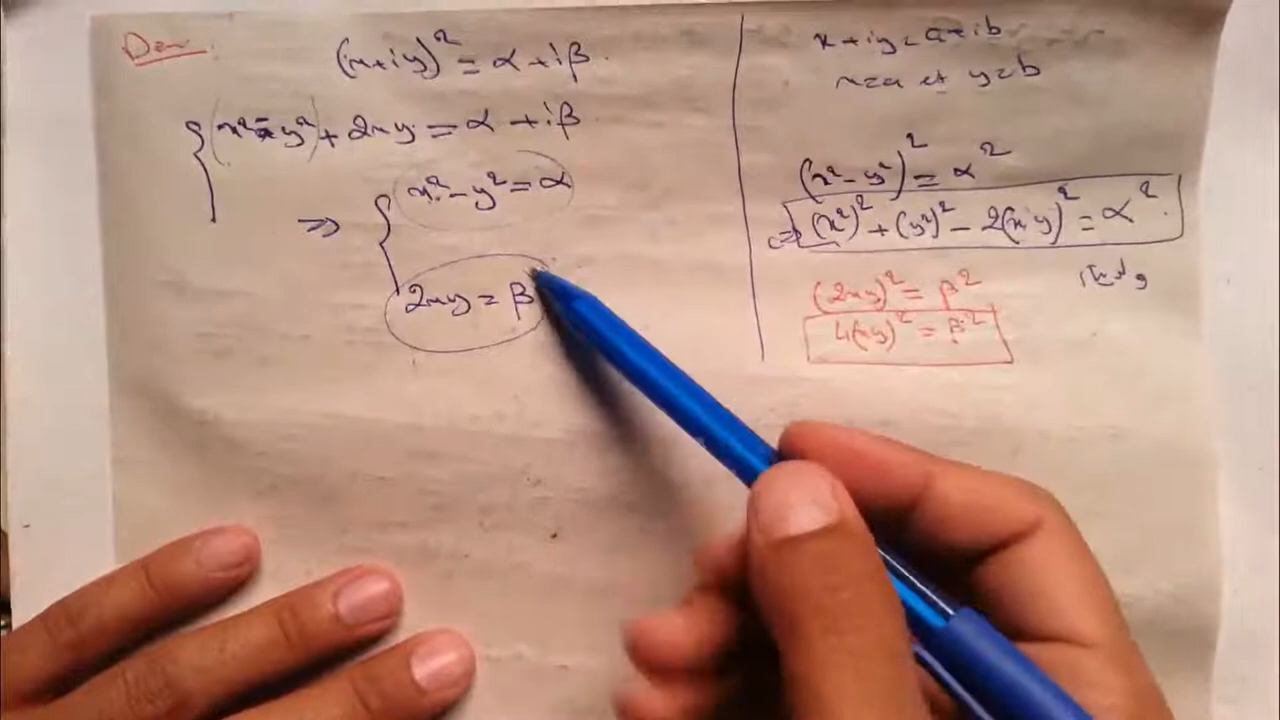 Dem.
(x+iy)² = α + iβ.
(x² - y²) + 2xy = α + iβ
x² - y² = α
⇒
2xy = β
x + iy = a + ib
x = a et y = b
(x² - y²)² = α²
⇔ (x²)² + (y²)² - 2(xy)² = α².
(2xy)² = β²
4(xy)² = β²